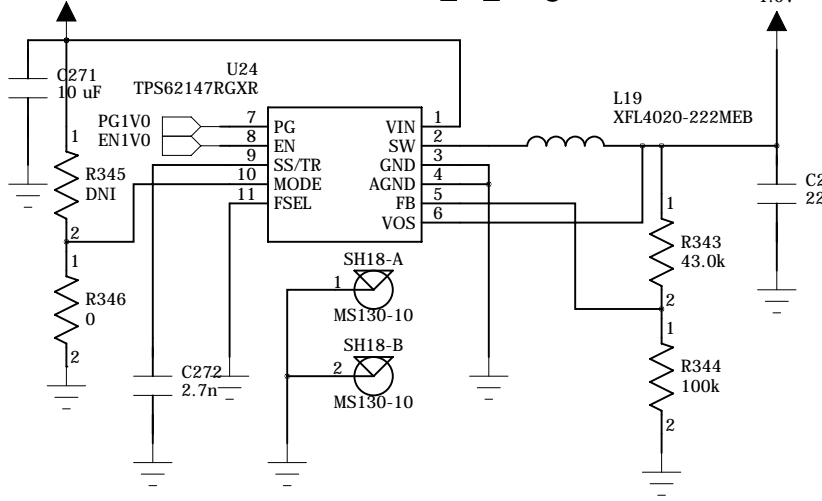 C271
10 uF
U24
TPS62147RGXR
L19
XFL4020-222MEB
PG1V0
EN1V0
7
8
9
10
11
PG
EN
SS/TR
MODE
FSEL
VIN
SW
GND
AGND
FB
VOS
1
2
3
4
5
6
1
R345
DNI
2
1
R346
0
2
C272
2.7n
SH18-A
1
MS130-10
SH18-B
2
MS130-10
1
R343
43.0k
2
1
R344
100k
2